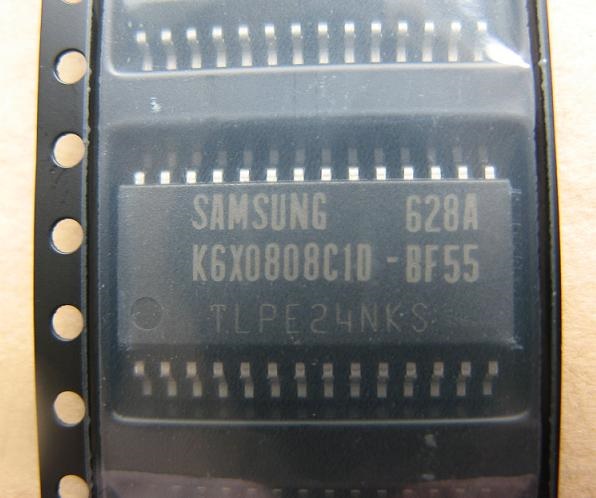 SAMSUNG 628A
K6X0808C1D-BF55
TLPE24NKS